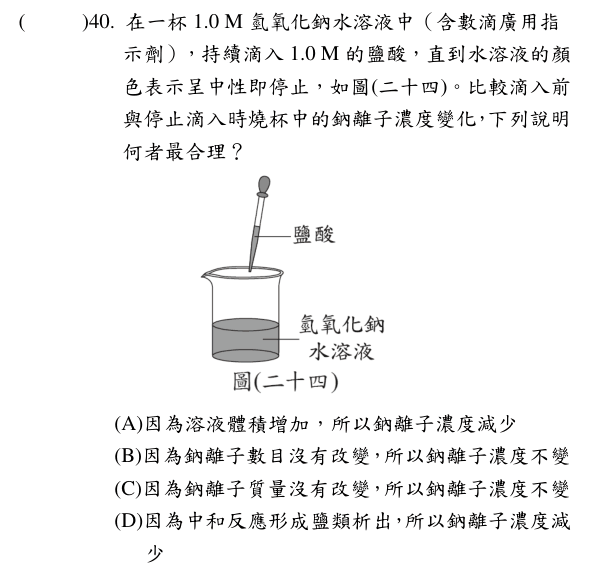 (　　)40. 在一杯 1.0 M 氫氧化鈉水溶液中（含數滴廣用指
示劑），持續滴入 1.0 M 的鹽酸，直到水溶液的顏
色表示呈中性即停止，如圖(二十四)。比較滴入前
與停止滴入時燒杯中的鈉離子濃度變化，下列說明
何者最合理？
鹽酸
氫氧化鈉
水溶液
圖(二十四)
(A)因為溶液體積增加，所以鈉離子濃度減少
(B)因為鈉離子數目沒有改變，所以鈉離子濃度不變
(C)因為鈉離子質量沒有改變，所以鈉離子濃度不變
(D)因為中和反應形成鹽類析出，所以鈉離子濃度減
少